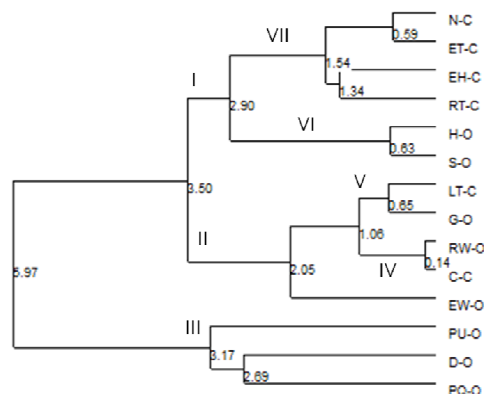 N-C
0.59
ET-C
VII
1.54
EH-C
1.34
RT-C
I
2.90
VI
H-O
0.63
S-O
3.50
V
LT-C
0.65
G-O
II
1.06
RW-O
IV
0.14
C-C
2.05
EW-O
5.97
III
PU-O
3.17
D-O
2.69
PO-O